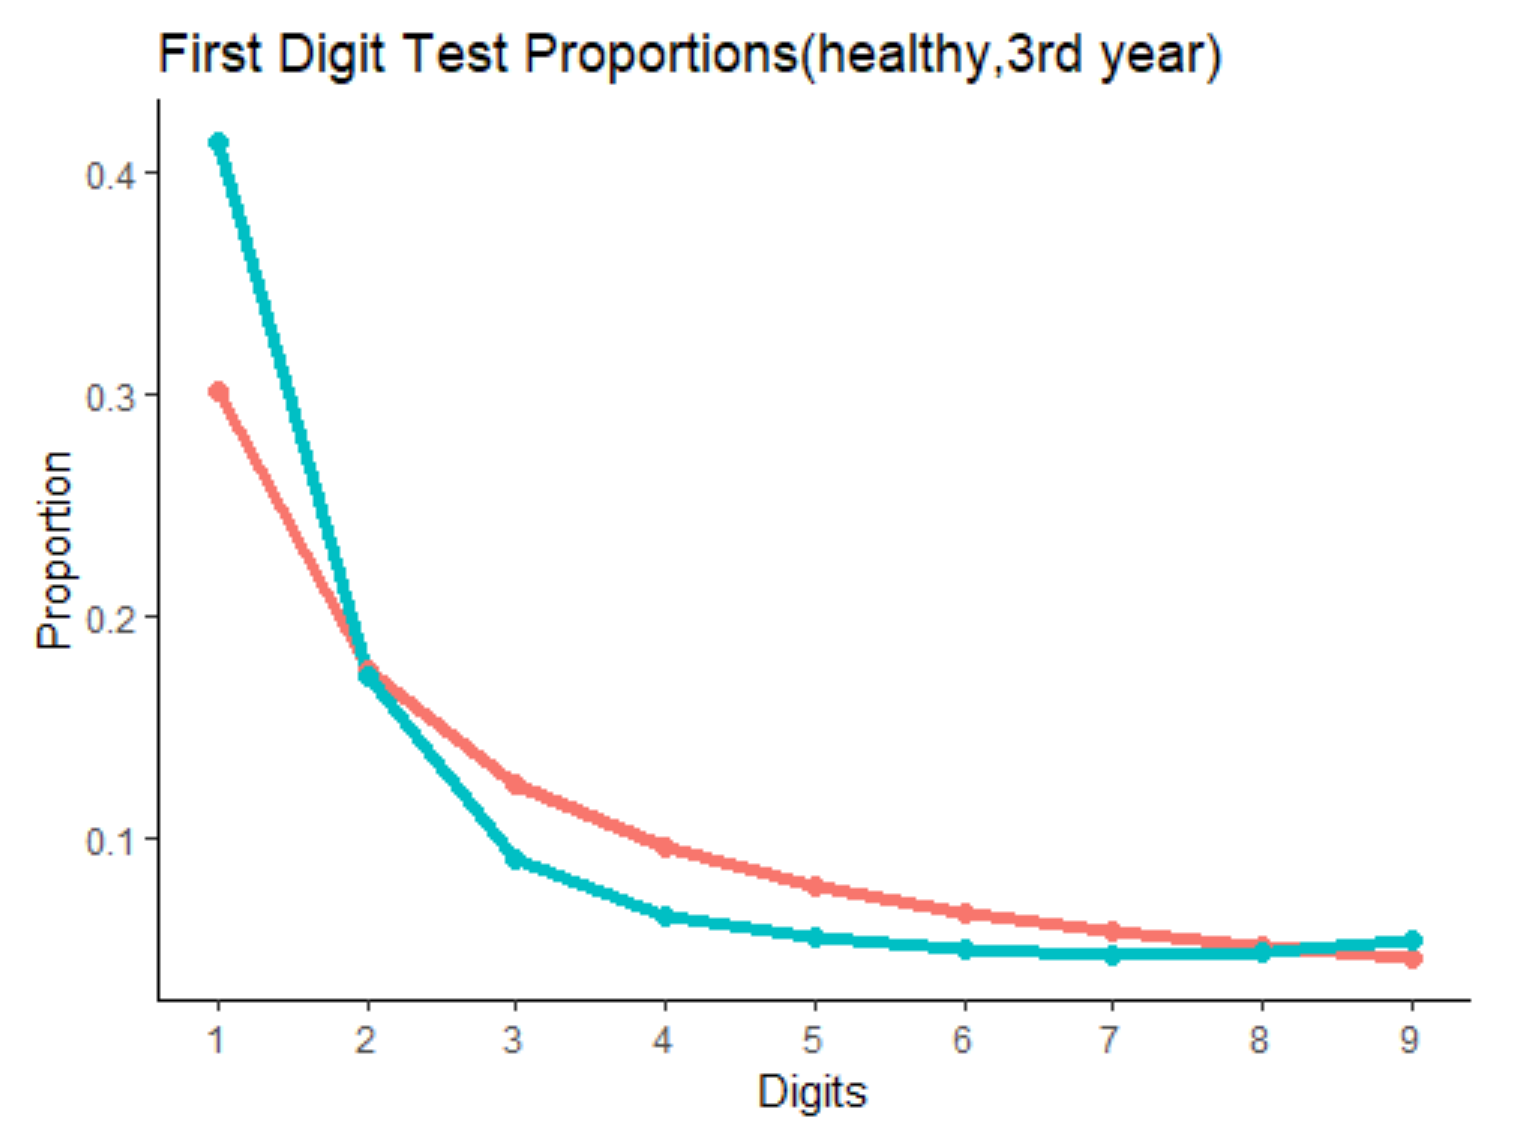 First Digit Test Proportions(healthy,3rd year)
Proportion
0.4
0.3
0.2
0.1
1 2 3 4 5 6 7 8 9
Digits